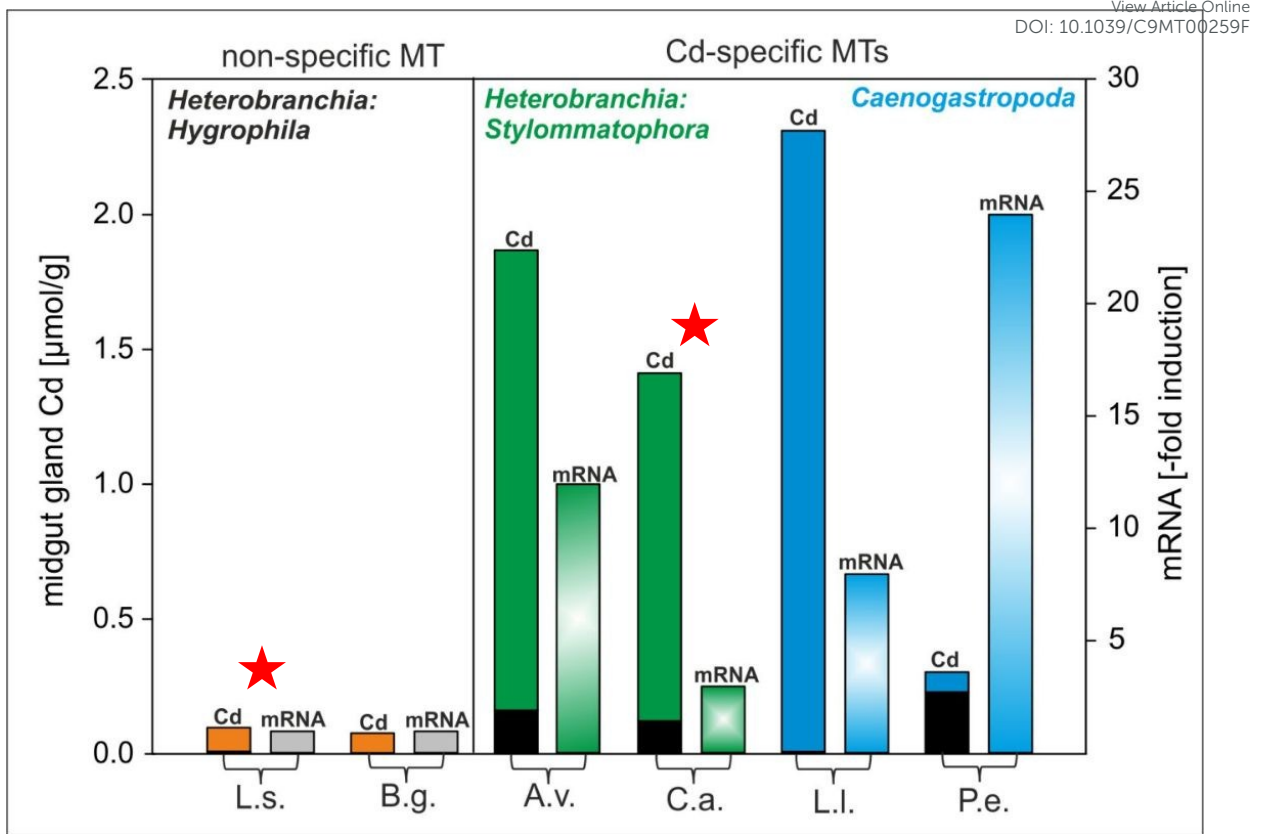 View Article Online
DOI: 10.1039/C9MT00259F
non-specific MT
Cd-specific MTs
Heterobranchia:
Hygrophila
Heterobranchia:
Stylommatophora
Caenogastropoda
midgut gland Cd [µmol/g]
2.5
2.0
1.5
1.0
0.5
0.0
Cd
mRNA
Cd
mRNA
Cd
mRNA
Cd
mRNA
Cd
mRNA
Cd
mRNA
30
25
20
15
10
5
mRNA [-fold induction]
L.s.
B.g.
A.v.
C.a.
L.l.
P.e.